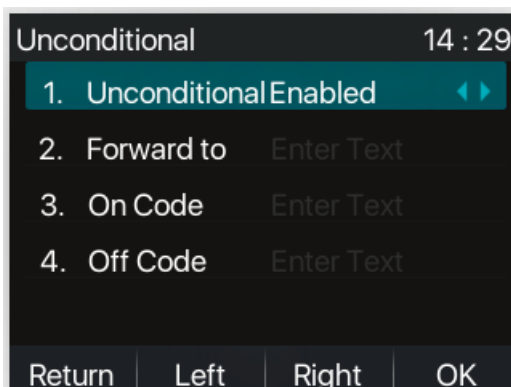 Unconditional 14 : 29
1. Unconditional Enabled
2. Forward to Enter Text
3. On Code Enter Text
4. Off Code Enter Text
Return Left Right OK